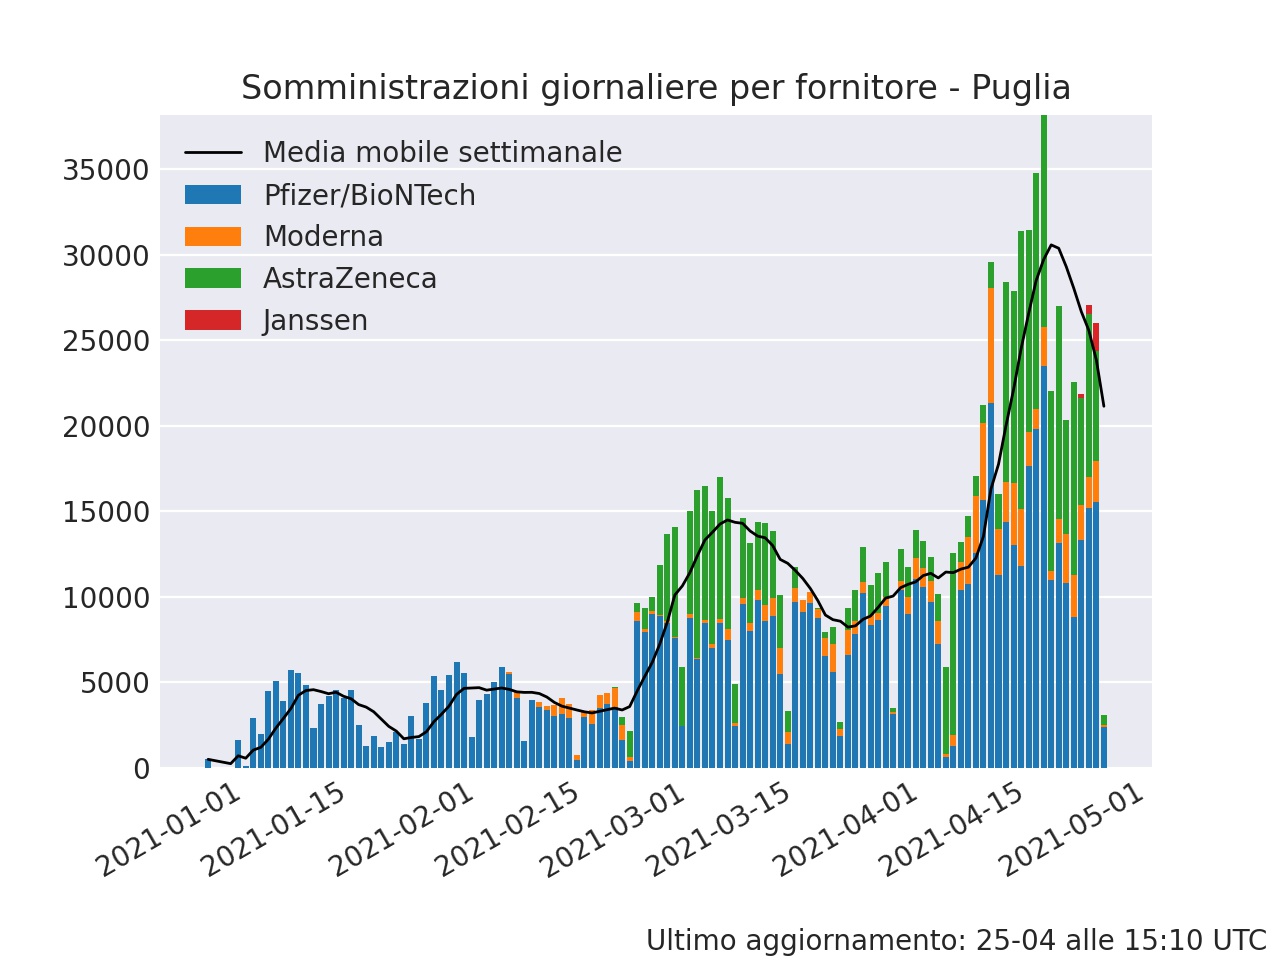 Somministrazioni giornaliere per fornitore - Puglia
Media mobile settimanale
Pfizer/BioNTech
Moderna
AstraZeneca
Janssen
35000
30000
25000
20000
15000
10000
5000
0
2021-01-01
2021-01-15
2021-02-01
2021-02-15
2021-03-01
2021-03-15
2021-04-01
2021-04-15
2021-05-01
Ultimo aggiornamento: 25-04 alle 15:10 UTC